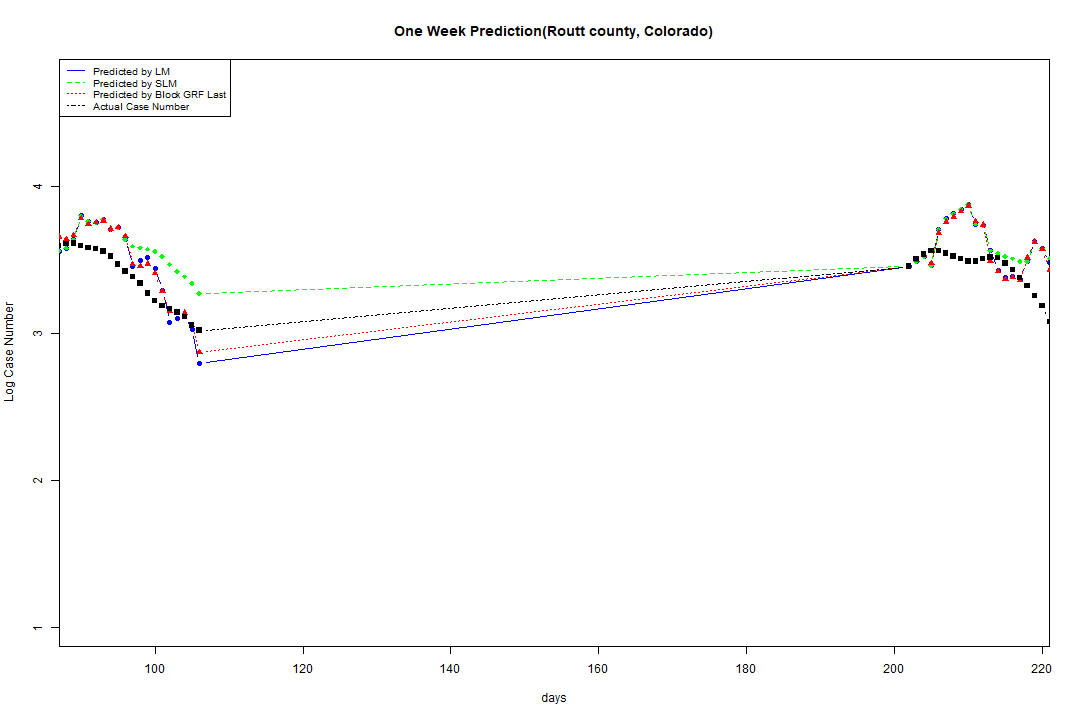 One Week Prediction(Routt county, Colorado)
Predicted by LM
Predicted by SLM
Predicted by Block GRF Last
Actual Case Number
4
3
2
1
Log Case Number
100 120 140 160 180 200 220
days